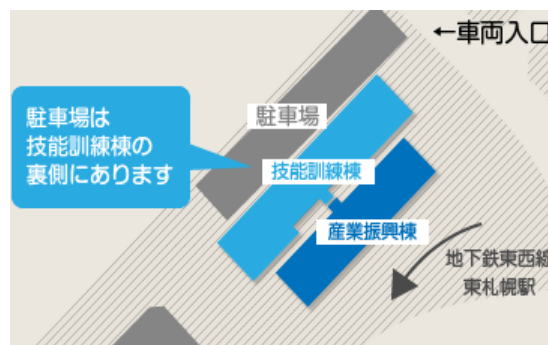 ←車両入口
駐車場は
技能訓練棟の
裏側にあります
駐車場
技能訓練棟
産業振興棟
地下鉄東西線
東札幌駅